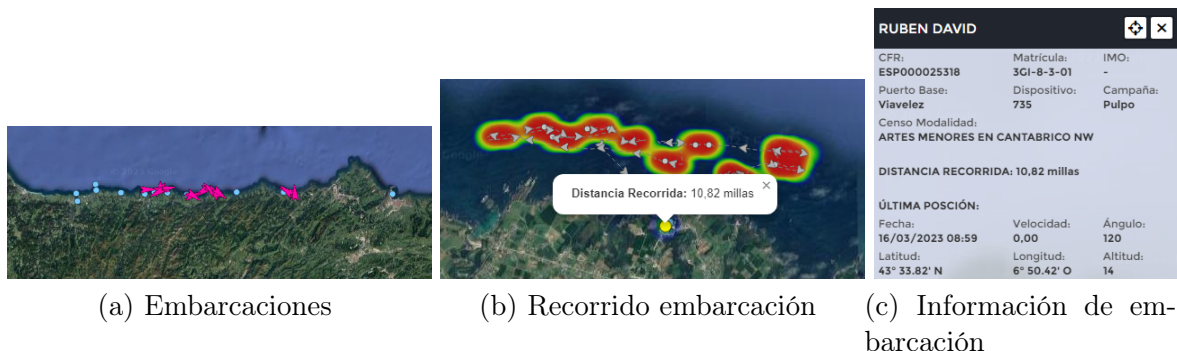 RUBEN DAVID
CFR: Matrícula: IMO:
ESP000025318 3GI-8-3-01 -
Puerto Base: Dispositivo: Campaña:
Viavelez 735 Pulpo
Censo Modalidad:
ARTES MENORES EN CANTABRICO NW
DISTANCIA RECORRIDA: 10,82 millas
ÚLTIMA POSCIÓN:
Fecha: Velocidad: Ángulo:
16/03/2023 08:59 0,00 120
Latitud: Longitud: Altitud:
43° 33.82' N 6° 50.42' O 14
Distancia Recorrida: 10,82 millas
(a) Embarcaciones
(b) Recorrido embarcación
(c) Información de em-
barcación